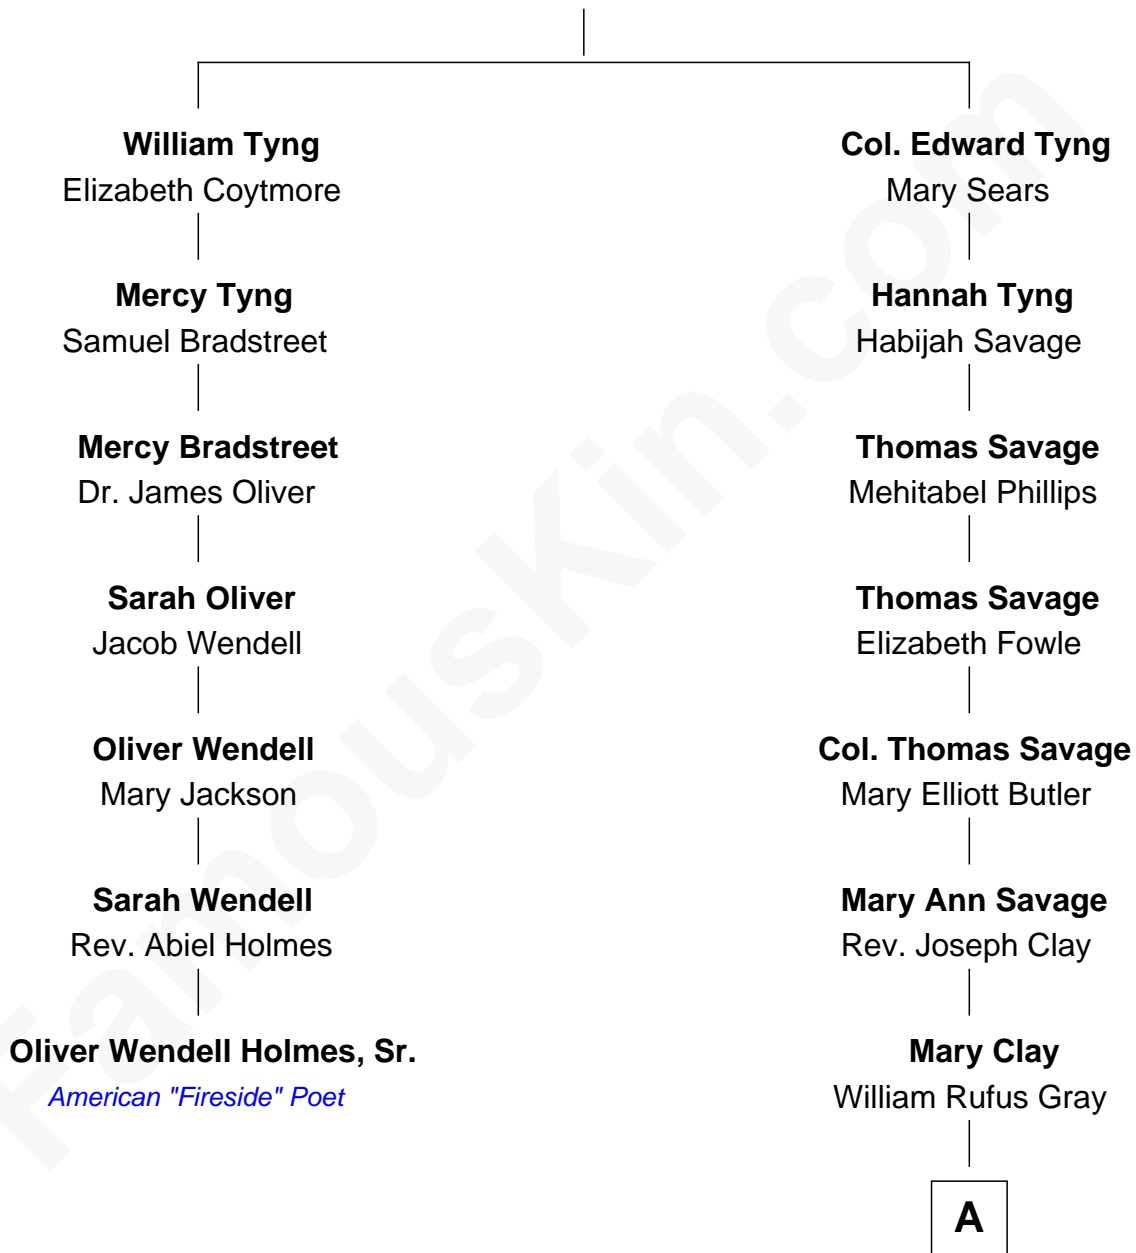 William Tyng
Elizabeth Coytmore
Mercy Tyng
Samuel Bradstreet
Mercy Bradstreet
Dr. James Oliver
Sarah Oliver
Jacob Wendell
Oliver Wendell
Mary Jackson
Sarah Wendell
Rev. Abiel Holmes
Oliver Wendell Holmes, Sr.
American "Fireside" Poet
Col. Edward Tyng
Mary Sears
Hannah Tyng
Habijah Savage
Thomas Savage
Mehitabel Phillips
Thomas Savage
Elizabeth Fowle
Col. Thomas Savage
Mary Elliott Butler
Mary Ann Savage
Rev. Joseph Clay
Mary Clay
William Rufus Gray
A
FamousKin.com